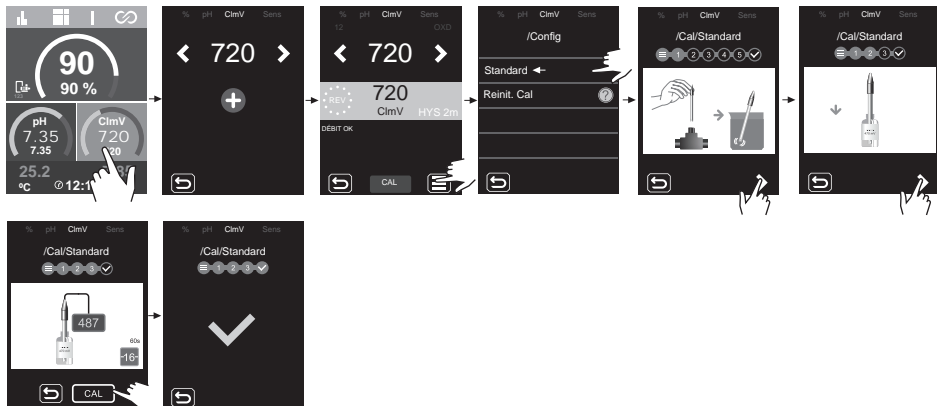 90
90 %
123
pH
7.35
7.35
ClmV
720
25.2
ºC
12:1
% pH ClmV Sens
720
% pH ClmV Sens
12 OXD
720
REV
720
ClmV
HYS 2m
DÉBIT OK
CAL
% pH ClmV Sens
/Config
Standard
Reinit. Cal
?
% pH ClmV Sens
/Cal/Standard
1 2 3 4 5
% pH ClmV Sens
/Cal/Standard
1 2 3
% pH ClmV Sens
/Cal/Standard
1 2 3
487
60s
-16-
CAL
% pH ClmV Sens
/Cal/Standard
1 2 3